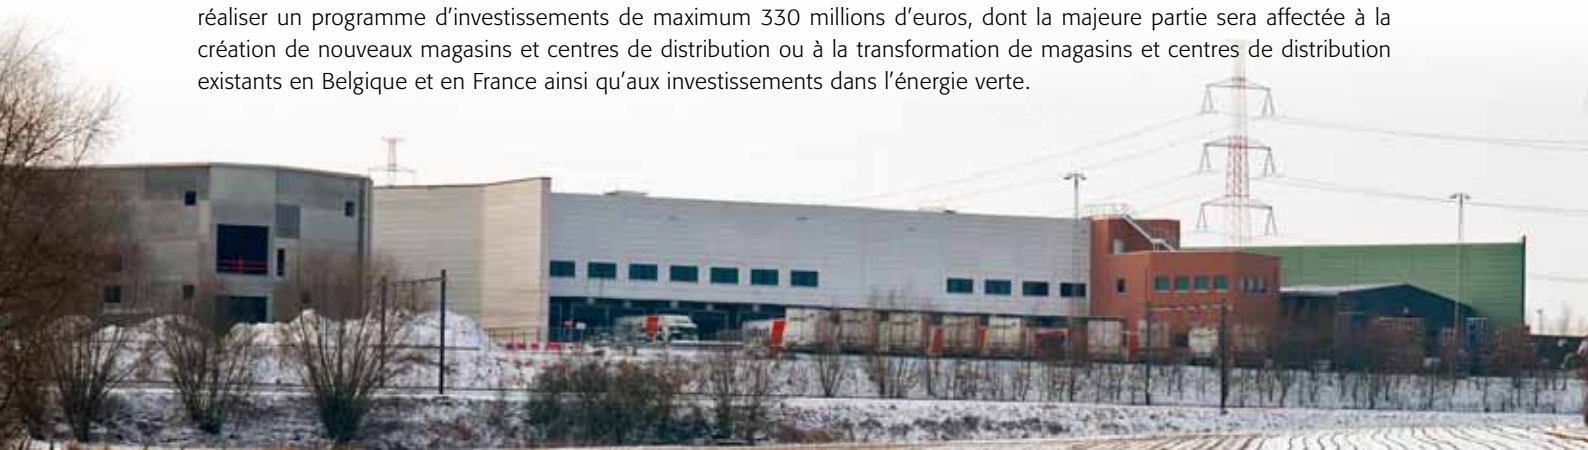 réaliser un programme d’investissements de maximum 330 millions d’euros, dont la majeure partie sera affectée à la
création de nouveaux magasins et centres de distribution ou à la transformation de magasins et centres de distribution
existants en Belgique et en France ainsi qu’aux investissements dans l’énergie verte.